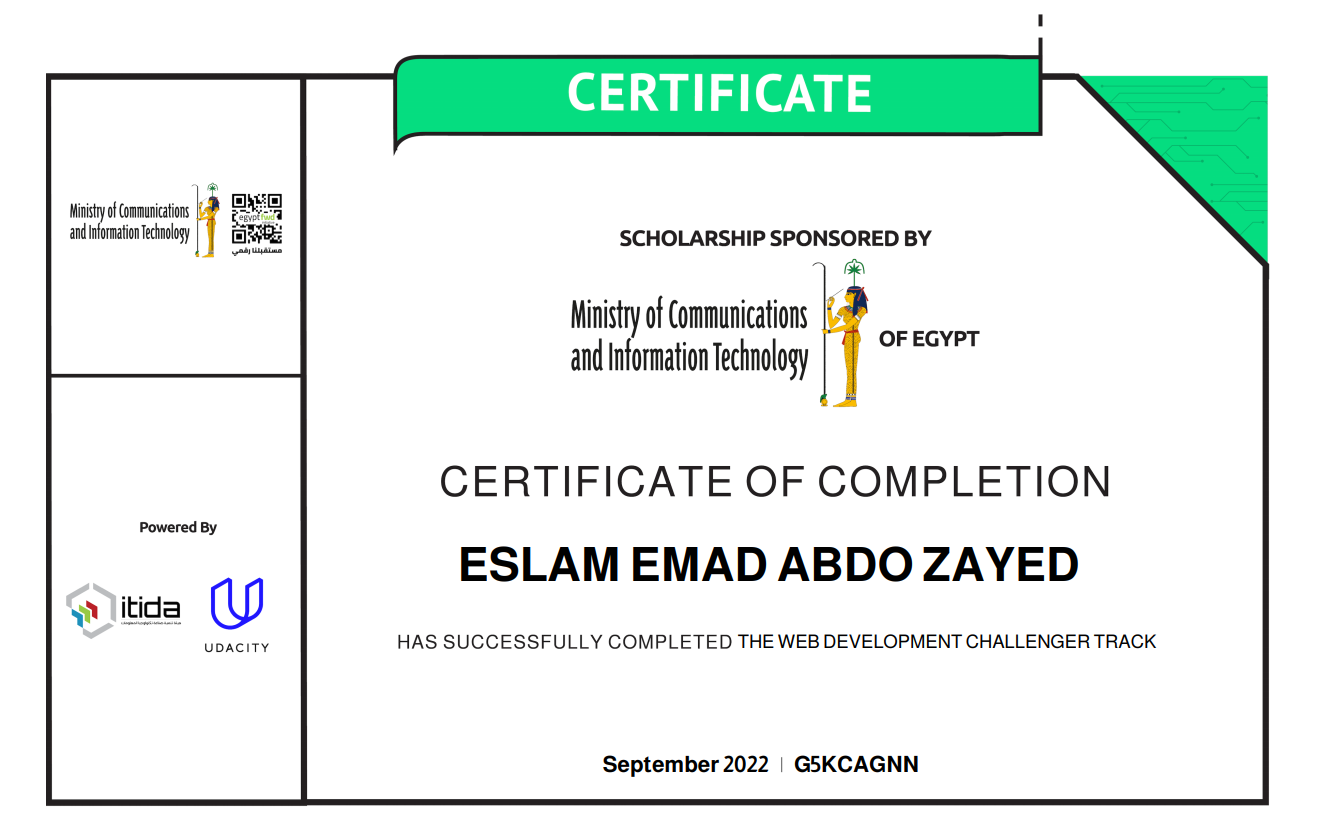 CERTIFICATE
Ministry of Communications
and Information Technology
egyptfwd
مستقبلنا رقمي
SCHOLARSHIP SPONSORED BY
Ministry of Communications
and Information Technology
OF EGYPT
CERTIFICATE OF COMPLETION
ESLAM EMAD ABDO ZAYED
HAS SUCCESSFULLY COMPLETED THE WEB DEVELOPMENT CHALLENGER TRACK
Powered By
itida
UDACITY
September 2022 | G5KCAGNN